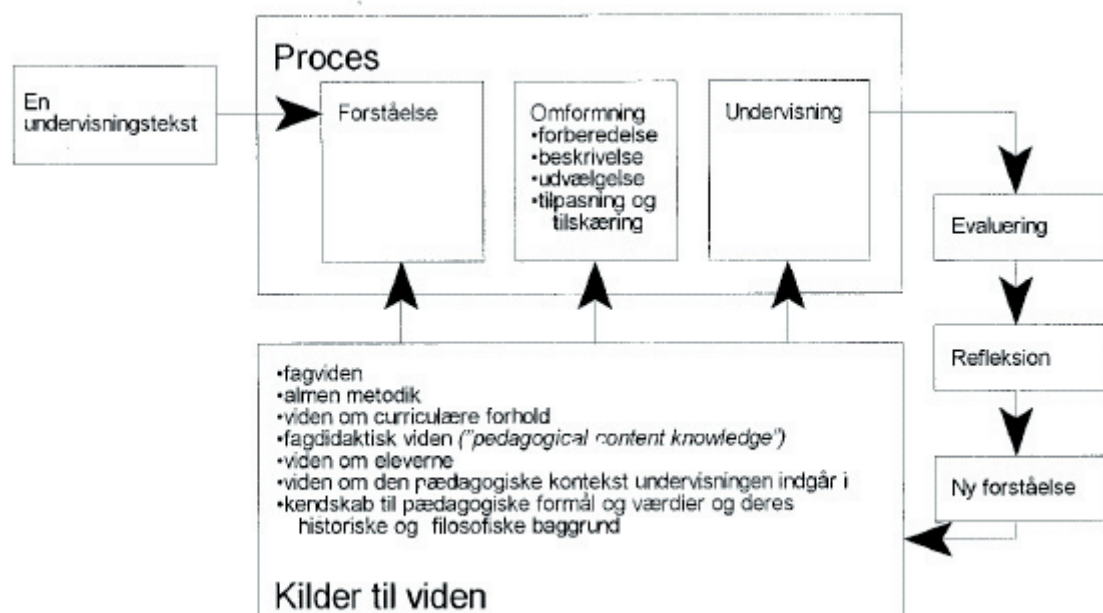 Proces
En
undervisningstekst
Forståelse
Omformning
•forberedelse
•beskrivelse
•udvælgelse
•tilpasning og
tilskæring
Undervisning
Evaluering
Refleksion
Ny forståelse
•fagviden
•almen metodik
•viden om curriculære forhold
•fagdidaktisk viden ("pedagogical content knowledge")
•viden om eleverne
•viden om den pædagogiske kontekst undervisningen indgår i
•kendskab til pædagogiske formål og værdier og deres
historiske og filosofiske baggrund
Kilder til viden